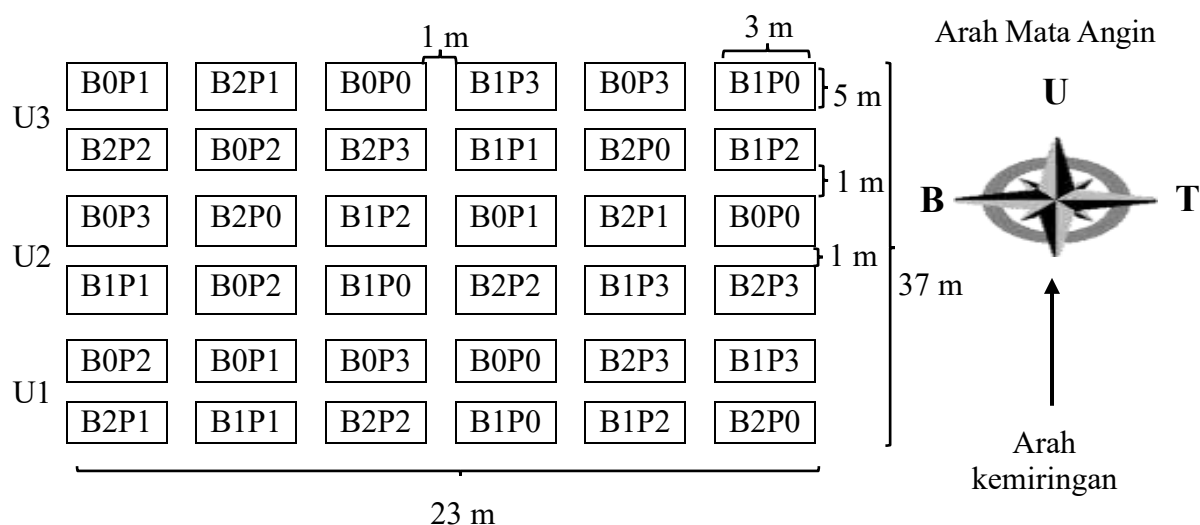 1 m
3 m
Arah Mata Angin
U3
B0P1 B2P1 B0P0 B1P3 B0P3 B1P0
5 m
U
B2P2 B0P2 B2P3 B1P1 B2P0 B1P2
1 m
B
T
U2
B0P3 B2P0 B1P2 B0P1 B2P1 B0P0
1 m
37 m
B1P1 B0P2 B1P0 B2P2 B1P3 B2P3
U1
B0P2 B0P1 B0P3 B0P0 B2P3 B1P3
B2P1 B1P1 B2P2 B1P0 B1P2 B2P0
Arah
kemiringan
23 m